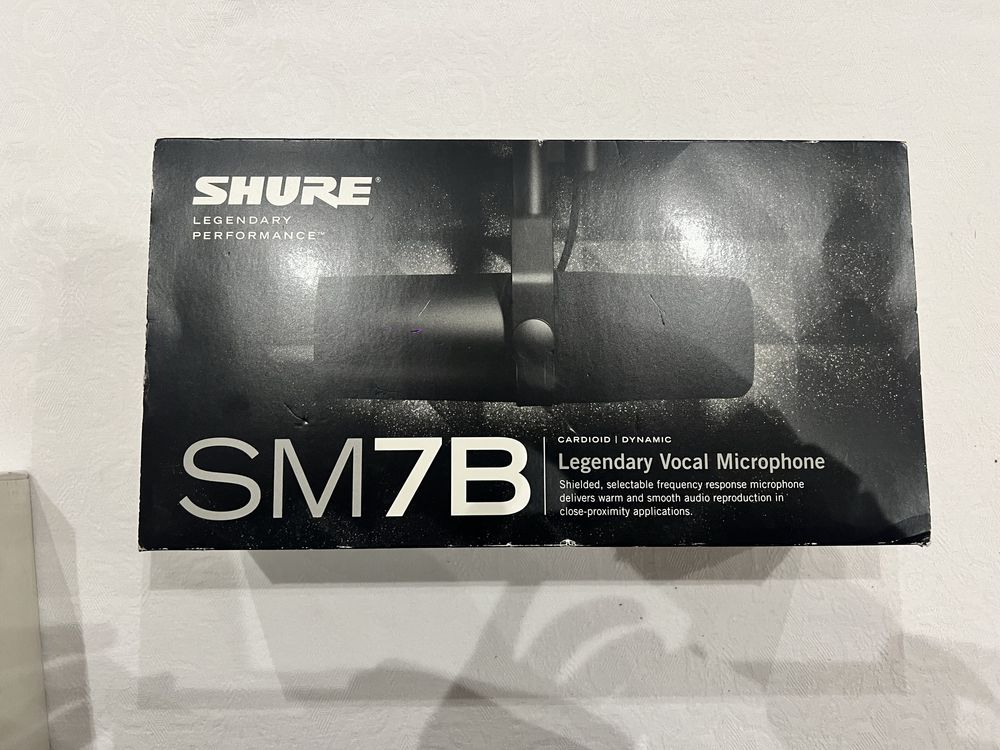 SHURE®
LEGENDARY
PERFORMANCE™
SM7B
CARDIOID | DYNAMIC
Legendary Vocal Microphone
Shielded, selectable frequency response microphone
delivers warm and smooth audio reproduction in
close-proximity applications.